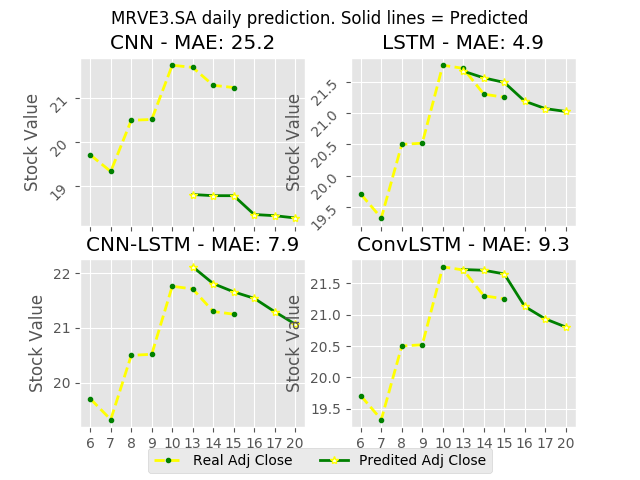 MRVE3.SA daily prediction. Solid lines = Predicted
CNN - MAE: 25.2
LSTM - MAE: 4.9
Stock Value
21
20
19
Stock Value
21.5
21.0
20.5
20.0
19.5
CNN-LSTM - MAE: 7.9
ConvLSTM - MAE: 9.3
Stock Value
22
21
20
Stock Value
21.5
21.0
20.5
20.0
19.5
6 7 8 9 10 13 14 15 16 17 20
6 7 8 9 10 13 14 15 16 17 20
Real Adj Close
Predited Adj Close